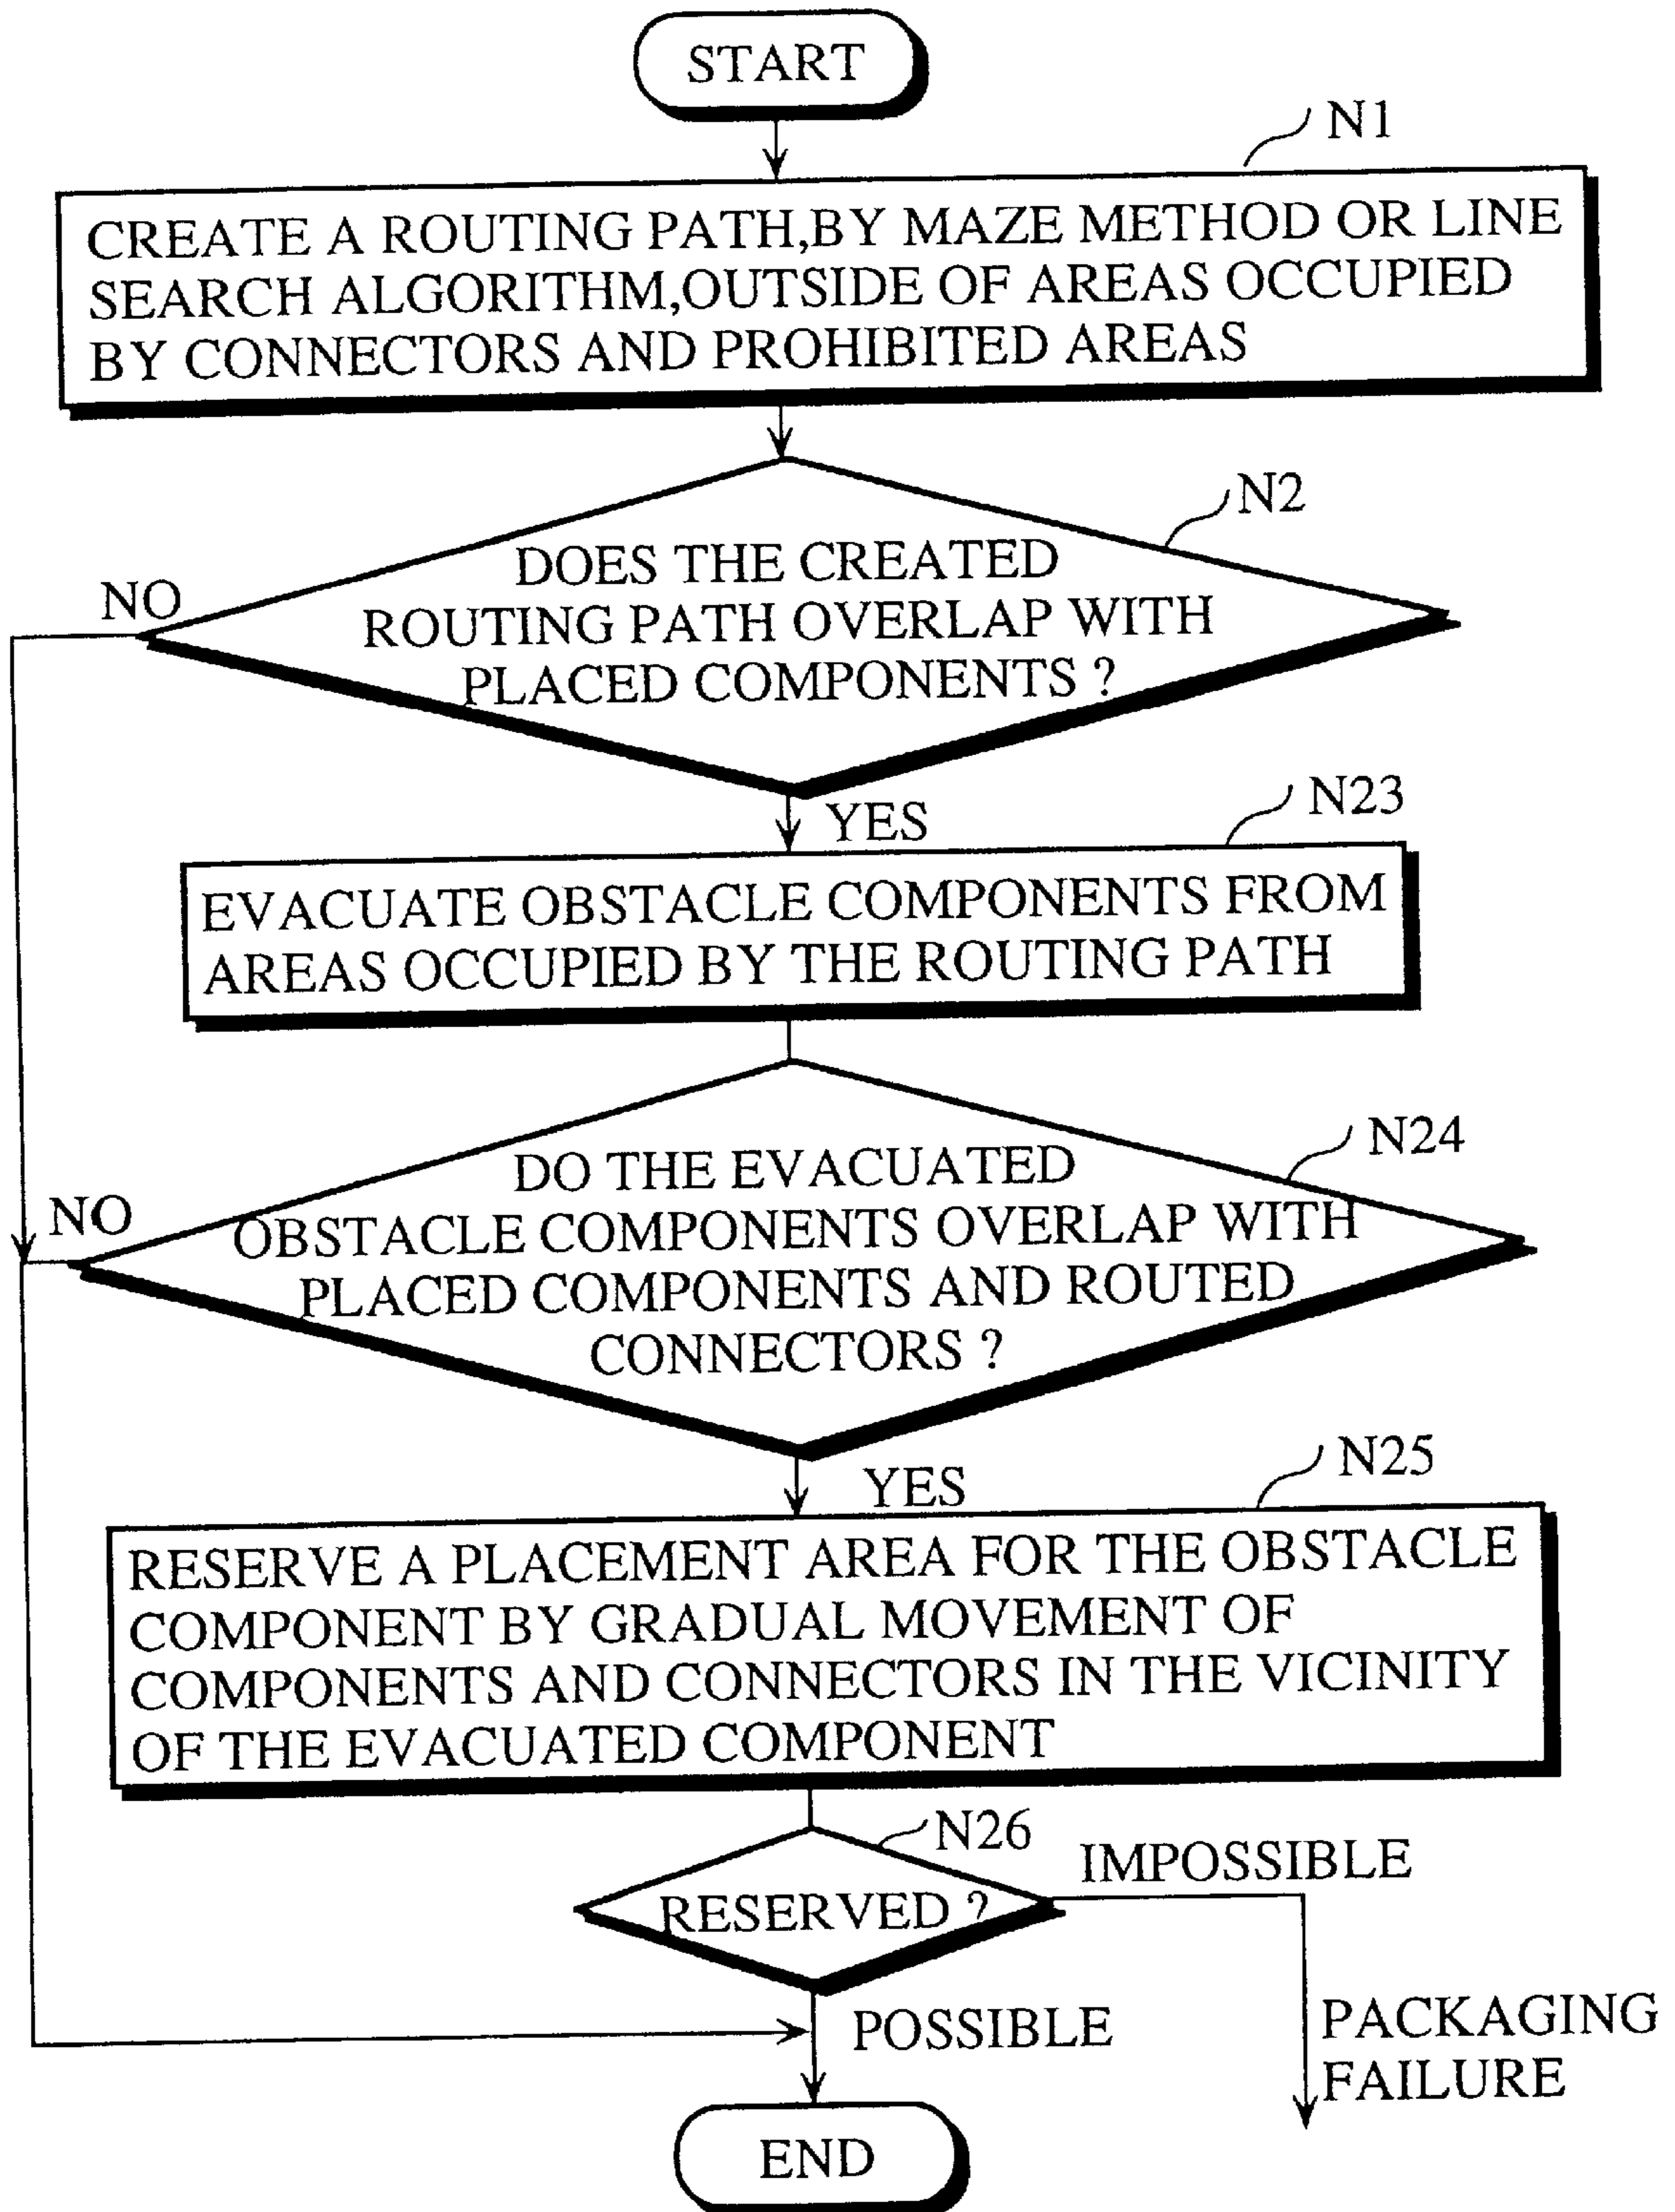 START
N1
CREATE A ROUTING PATH,BY MAZE METHOD OR LINE
SEARCH ALGORITHM,OUTSIDE OF AREAS OCCUPIED
BY CONNECTORS AND PROHIBITED AREAS
N2
DOES THE CREATED
NO
ROUTING PATH OVERLAP WITH
PLACED COMPONENTS ?
YES
N23
EVACUATE OBSTACLE COMPONENTS FROM
AREAS OCCUPIED BY THE ROUTING PATH
N24
DO THE EVACUATED
NO
OBSTACLE COMPONENTS OVERLAP WITH
PLACED COMPONENTS AND ROUTED
CONNECTORS ?
YES
N25
RESERVE A PLACEMENT AREA FOR THE OBSTACLE
COMPONENT BY GRADUAL MOVEMENT OF
COMPONENTS AND CONNECTORS IN THE VICINITY
OF THE EVACUATED COMPONENT
N26
IMPOSSIBLE
RESERVED ?
POSSIBLE
PACKAGING
FAILURE
END